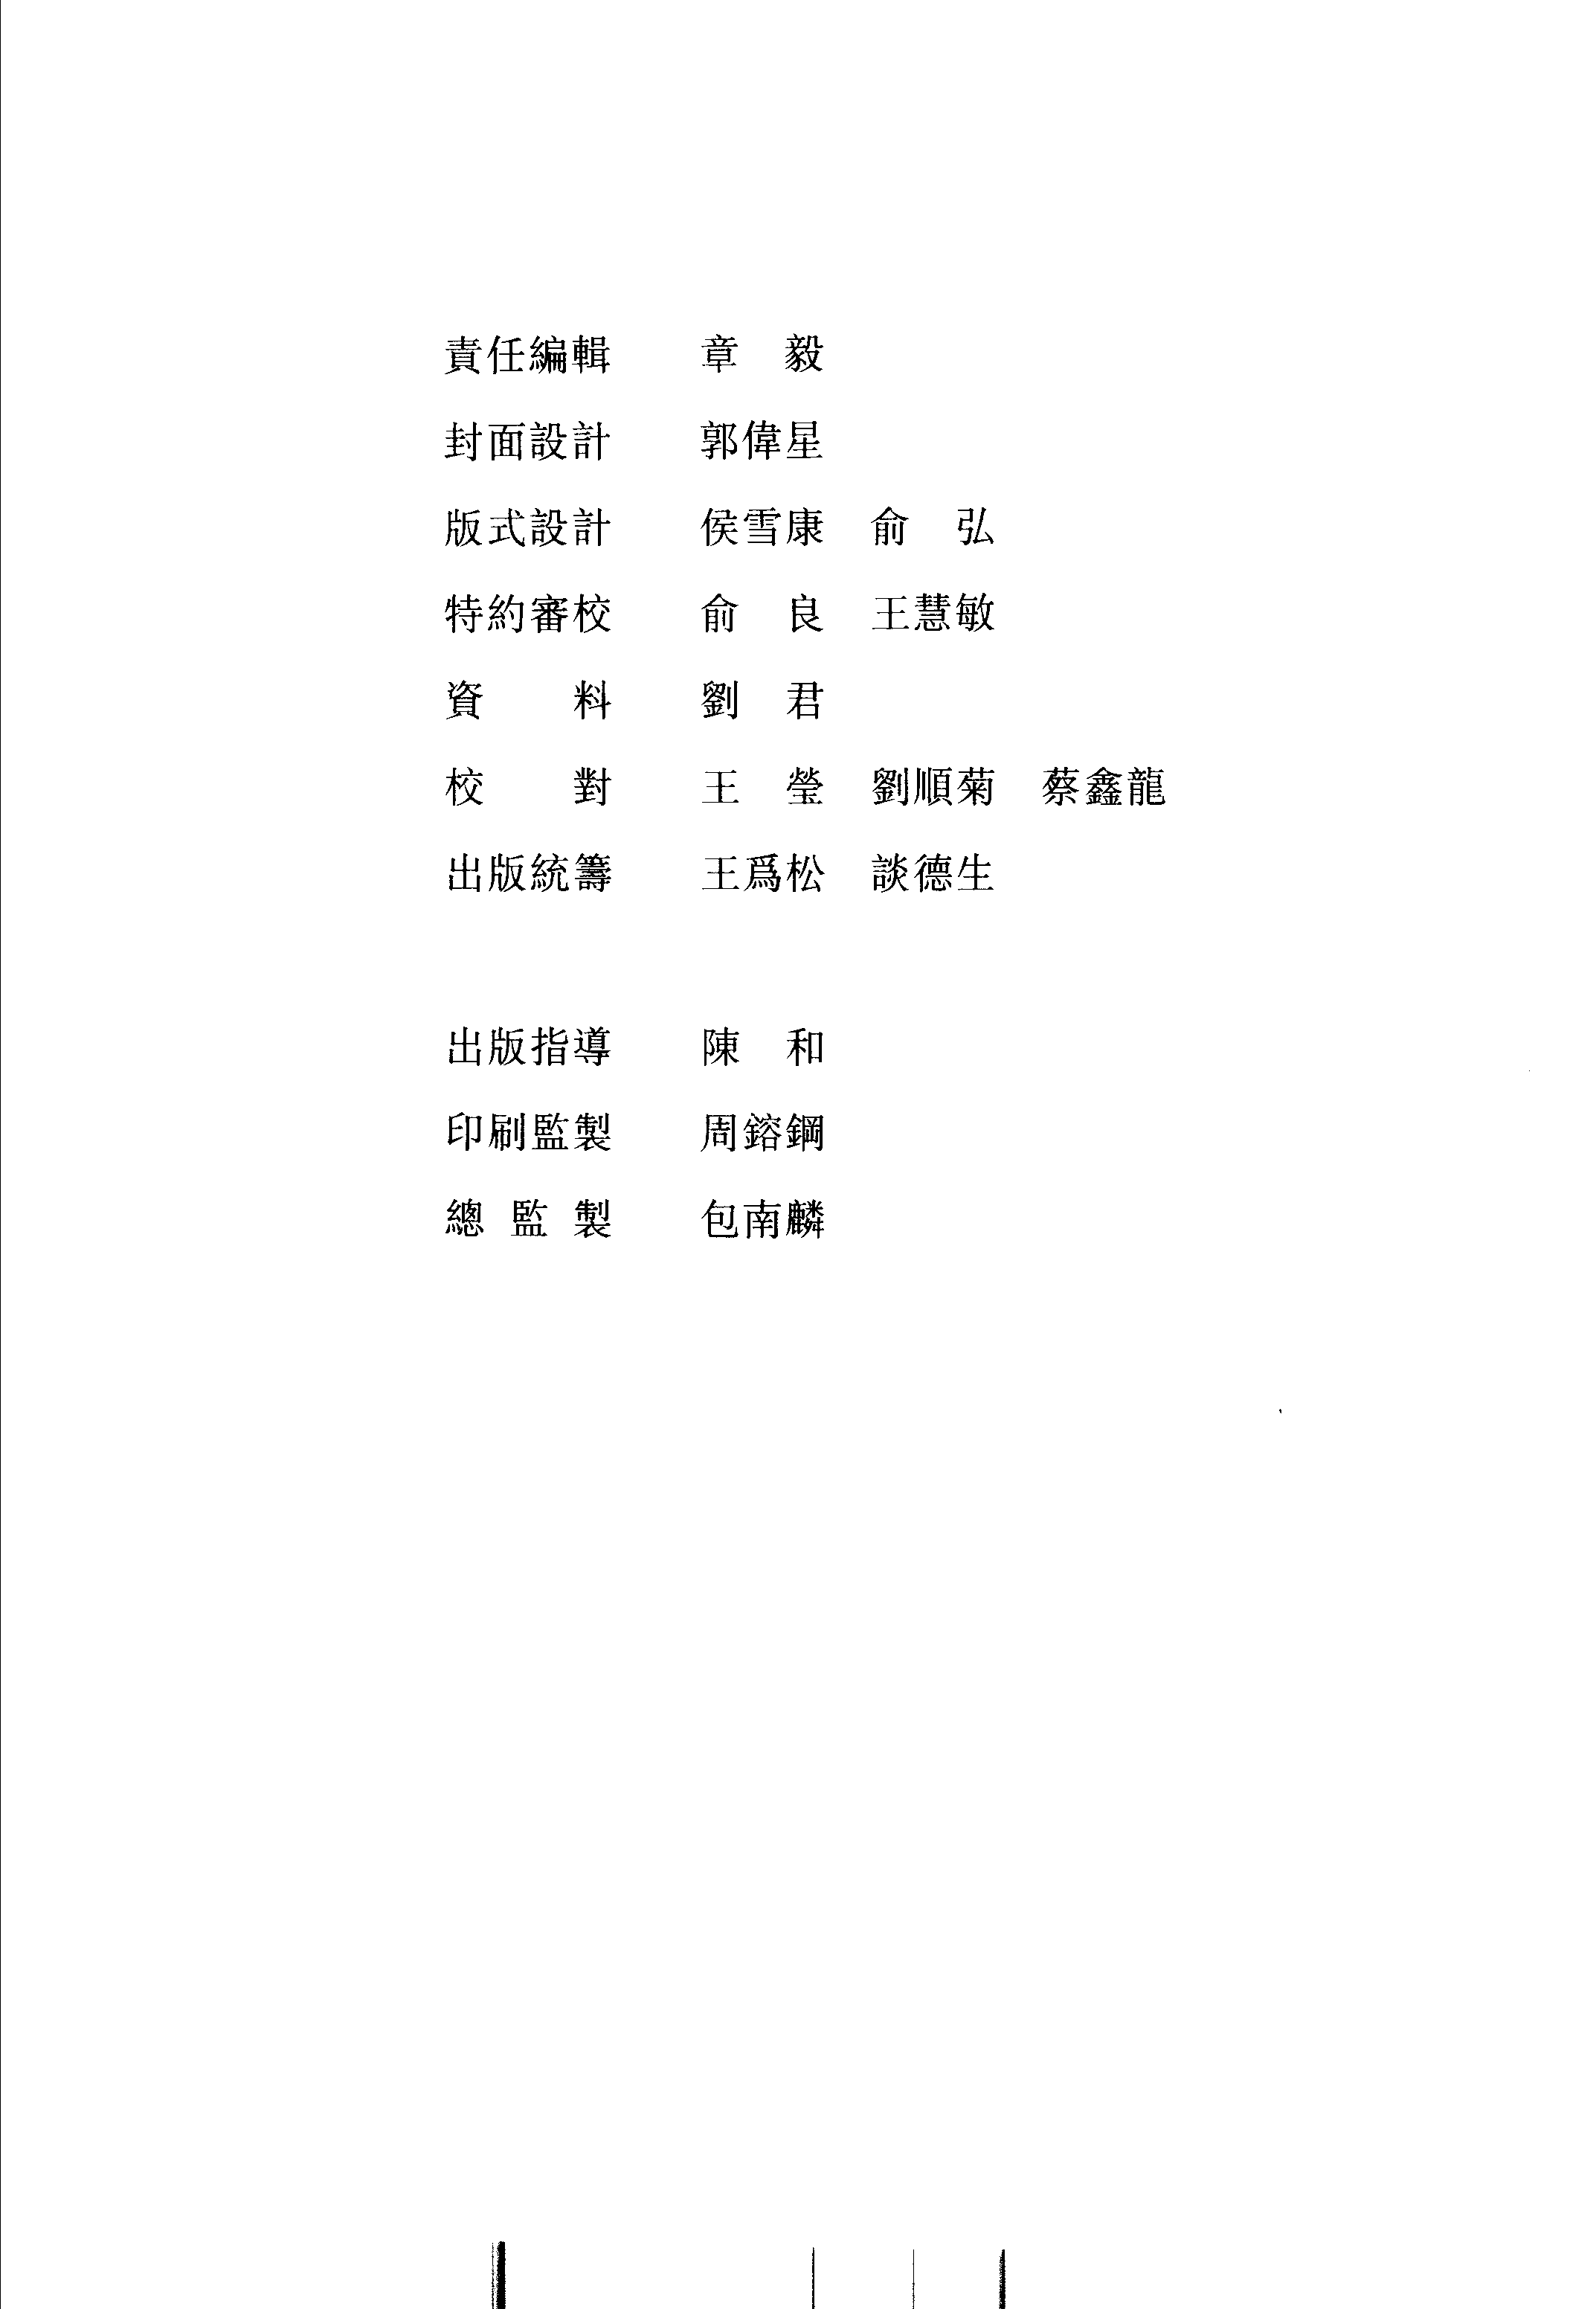 責任編輯　　章　毅
封面設計　　郭偉星
版式設計　　侯雪康　俞　弘
特約審校　　俞　良　王慧敏
資　　料　　劉　君
校　　對　　王　瑩　劉順菊　蔡鑫龍
出版統籌　　王爲松　談德生
出版指導　　陳　和
印刷監製　　周鎔鋼
總 監 製　　包南麟